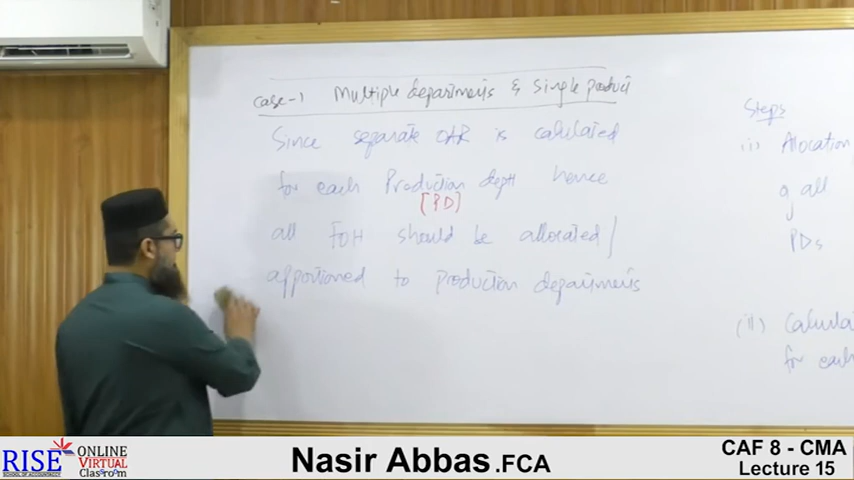 case-1 Multiple departments & Single product
Since separate OAR is calculated
for each Production deptt hence
[PD]
all FOH should be allocated/
apportioned to production departments
Steps
(i) Allocation
g all
PDs
(ii) Calcula
for each
RISE
SCHOOL OF ACCOUNTANCY
ONLINE
VIRTUAL
Classroom
Nasir Abbas.FCA
CAF 8 - CMA
Lecture 15